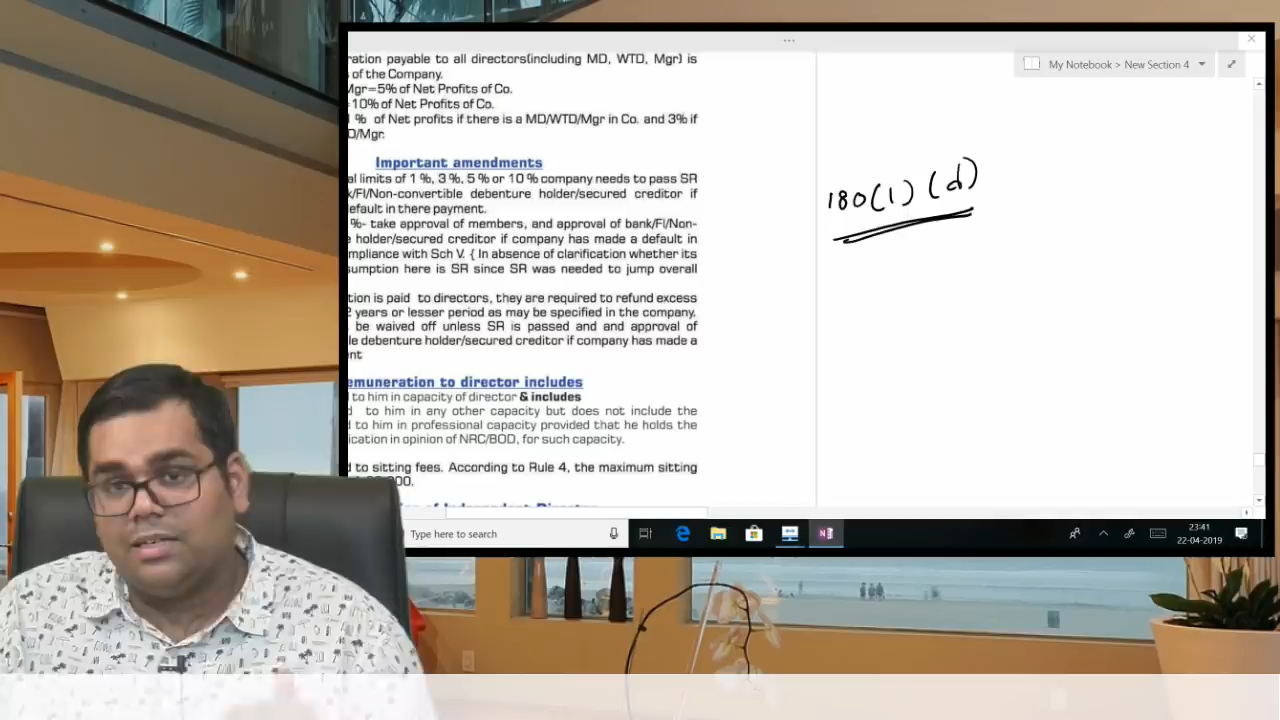 ration payable to all directors(including MD, WTD, Mgr) is
s of the Company.
Mgr=5% of Net Profits of Co.
=10% of Net Profits of Co.
% of Net profits if there is a MD/WTD/Mgr in Co. and 3% if
D/Mgr.
Important amendments
al limits of 1 %, 3 %, 5 % or 10 % company needs to pass SR
k/FI/Non-convertible debenture holder/secured creditor if
efault in there payment.
%- take approval of members, and approval of bank/FI/Non-
e holder/secured creditor if company has made a default in
mpliance with Sch V. { In absence of clarification whether its
sumption here is SR since SR was needed to jump overall
tion is paid to directors, they are required to refund excess
2 years or lesser period as may be specified in the company.
be waived off unless SR is passed and and approval of
le debenture holder/secured creditor if company has made a
nt
emuneration to director includes
to him in capacity of director & includes
d to him in any other capacity but does not include the
d to him in professional capacity provided that he holds the
ication in opinion of NRC/BOD, for such capacity.
d to sitting fees. According to Rule 4, the maximum sitting
My Notebook > New Section 4
180(1) (d)
Type here to search
23:41
22-04-2019